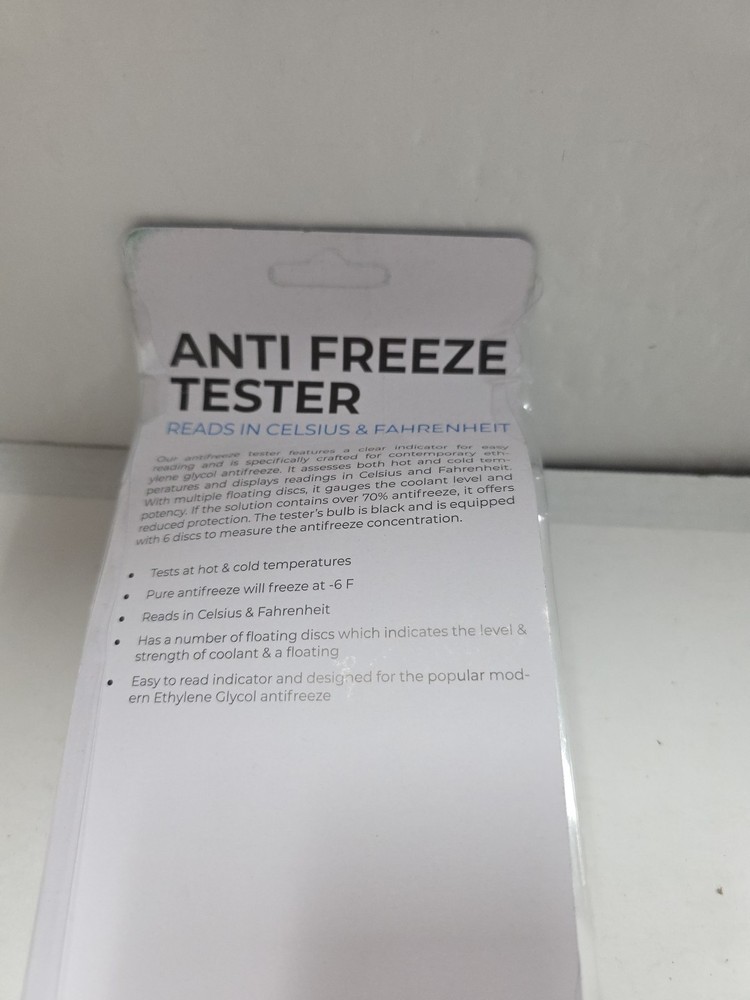 ANTI FREEZE
TESTER
READS IN CELSIUS & FAHRENHEIT
Our antifreeze tester features a clear indicator for easy
reading and is specifically crafted for contemporary eth-
ylene glycol antifreeze. It assesses both hot and cold tem-
peratures and displays readings in Celsius and Fahrenheit.
With multiple floating discs, it gauges the coolant level and
potency. If the solution contains over 70% antifreeze, it offers
reduced protection. The tester's bulb is black and is equipped
with 6 discs to measure the antifreeze concentration.
• Tests at hot & cold temperatures
• Pure antifreeze will freeze at -6 F
• Reads in Celsius & Fahrenheit
• Has a number of floating discs which indicates the level &
strength of coolant & a floating
• Easy to read indicator and designed for the popular mod-
ern Ethylene Glycol antifreeze